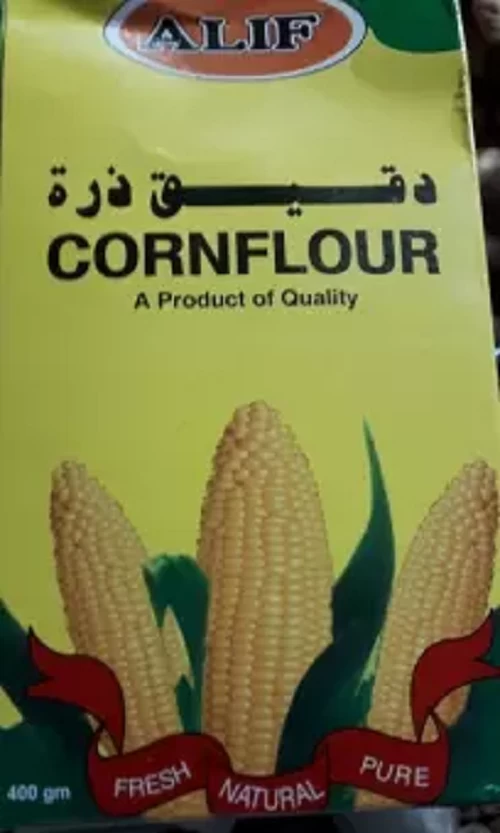 ALIF
دقيق ذرة
CORNFLOUR
A Product of Quality
FRESH NATURAL PURE
400 gm